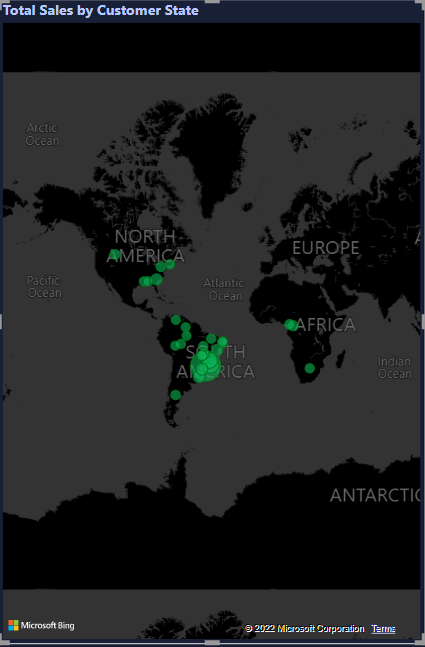 Total Sales by Customer State
Arctic
Ocean
NORTH
AMERICA
EUROPE
Pacific
Ocean
Atlantic
Ocean
AFRICA
SOUTH
AMERICA
Indian
Ocean
ANTARCTIC
Microsoft Bing
© 2022 Microsoft Corporation Terms